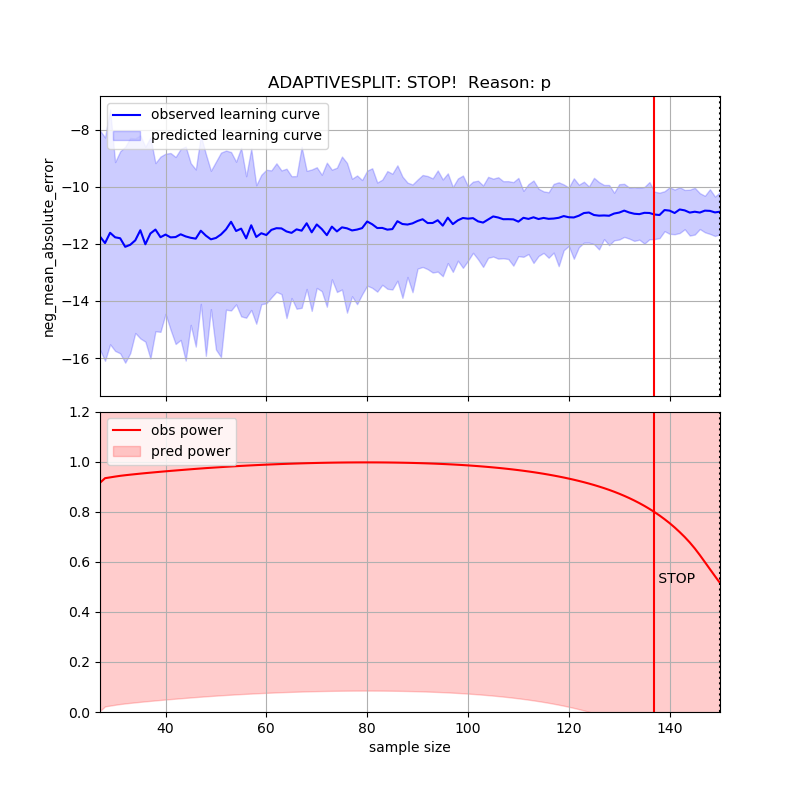 ADAPTIVESPLIT: STOP!  Reason: p
observed learning curve
predicted learning curve
neg_mean_absolute_error
−8
−10
−12
−14
−16
obs power
pred power
1.2
1.0
0.8
0.6
0.4
0.2
0.0
STOP
40 60 80 100 120 140
sample size